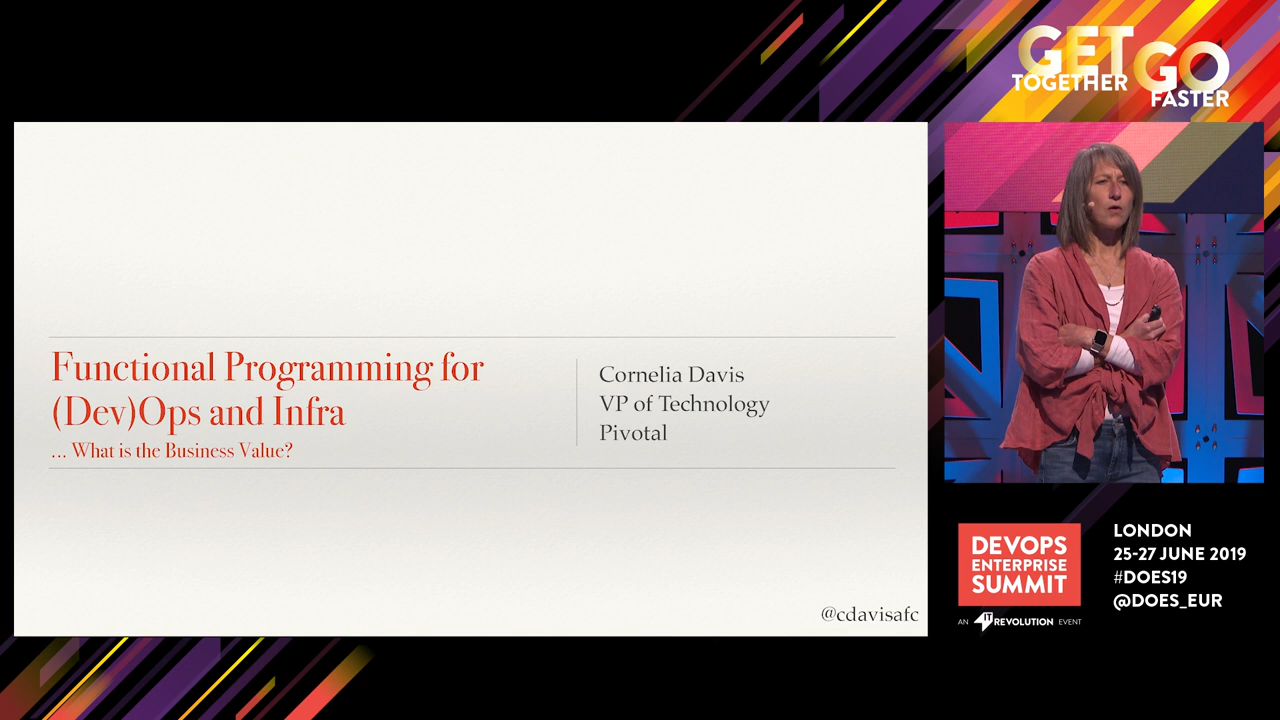 GET
TOGETHER
GO
FASTER
Functional Programming for
(Dev)Ops and Infra
... What is the Business Value?
Cornelia Davis
VP of Technology
Pivotal
@cdavisafc
DEVOPS
ENTERPRISE
SUMMIT
AN IT REVOLUTION EVENT
LONDON
25-27 JUNE 2019
#DOES19
@DOES_EUR